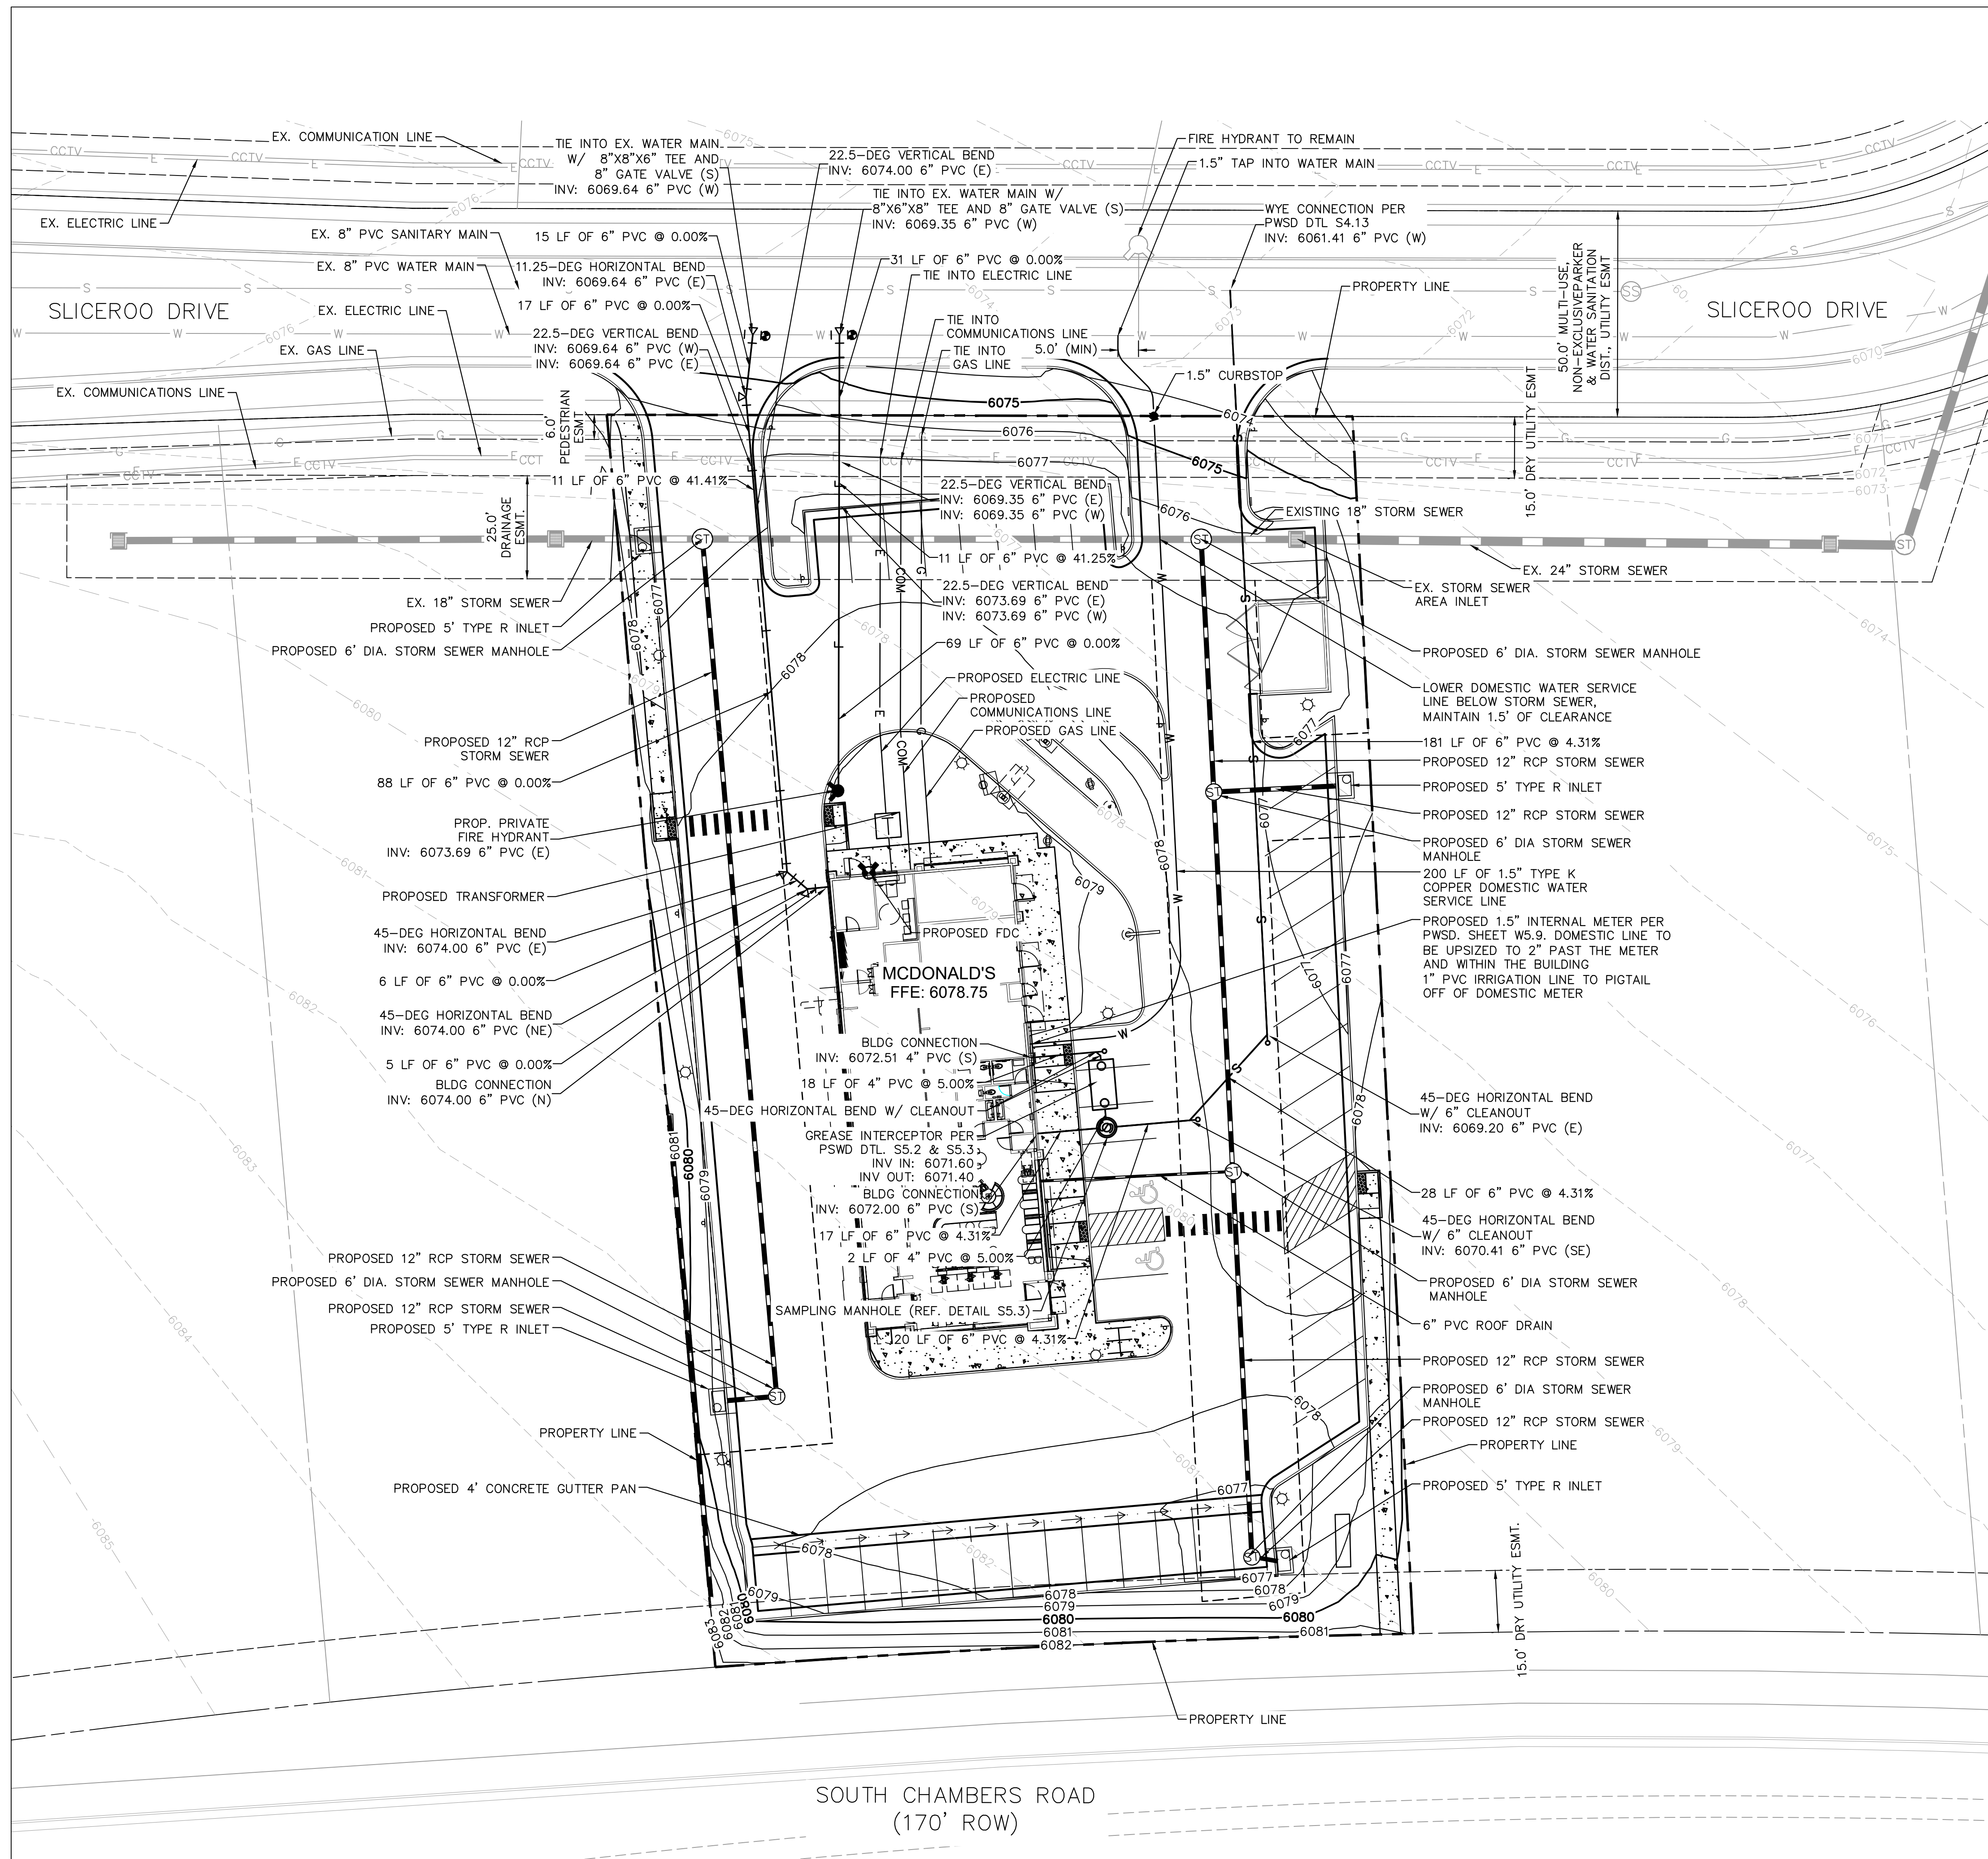 EX. COMMUNICATION LINE
TIE INTO EX. WATER MAIN
W/ 8"X8"X6" TEE AND
8" GATE VALVE (S)
INV: 6069.64 6" PVC (W)
22.5-DEG VERTICAL BEND
INV: 6074.00 6" PVC (E)
TIE INTO EX. WATER MAIN W/
8"X6"X8" TEE AND 8" GATE VALVE (S)
INV: 6069.35 6" PVC (W)
FIRE HYDRANT TO REMAIN
1.5" TAP INTO WATER MAIN
WYE CONNECTION PER
PWSD DTL S4.13
INV: 6061.41 6" PVC (W)
EX. ELECTRIC LINE
EX. 8" PVC SANITARY MAIN
15 LF OF 6" PVC @ 0.00%
31 LF OF 6" PVC @ 0.00%
TIE INTO ELECTRIC LINE
EX. 8" PVC WATER MAIN
11.25-DEG HORIZONTAL BEND
INV: 6069.64 6" PVC (E)
PROPERTY LINE
50.0' MULTI-USE,
NON-EXCLUSIVEPARKER
& WATER SANITATION
DIST., UTILITY ESMT
SLICEROO DRIVE
SLICEROO DRIVE
EX. ELECTRIC LINE
17 LF OF 6" PVC @ 0.00%
TIE INTO
COMMUNICATIONS LINE
22.5-DEG VERTICAL BEND
INV: 6069.64 6" PVC (W)
INV: 6069.64 6" PVC (E)
EX. GAS LINE
TIE INTO
GAS LINE
5.0' (MIN)
1.5" CURBSTOP
EX. COMMUNICATIONS LINE
6.0'
PEDESTRIAN
ESMT
15.0' DRY UTILITY ESMT
6075
6074
6076
6077
6075
6076
11 LF OF 6" PVC @ 41.41%
22.5-DEG VERTICAL BEND
INV: 6069.35 6" PVC (E)
INV: 6069.35 6" PVC (W)
25.0'
DRAINAGE
ESMT.
EXISTING 18" STORM SEWER
11 LF OF 6" PVC @ 41.25%
EX. 24" STORM SEWER
22.5-DEG VERTICAL BEND
INV: 6073.69 6" PVC (E)
INV: 6073.69 6" PVC (W)
EX. STORM SEWER
AREA INLET
EX. 18" STORM SEWER
PROPOSED 5' TYPE R INLET
PROPOSED 6' DIA. STORM SEWER MANHOLE
69 LF OF 6" PVC @ 0.00%
PROPOSED 6' DIA. STORM SEWER MANHOLE
PROPOSED ELECTRIC LINE
PROPOSED
COMMUNICATIONS LINE
PROPOSED GAS LINE
LOWER DOMESTIC WATER SERVICE
LINE BELOW STORM SEWER,
MAINTAIN 1.5' OF CLEARANCE
PROPOSED 12" RCP
STORM SEWER
181 LF OF 6" PVC @ 4.31%
PROPOSED 12" RCP STORM SEWER
88 LF OF 6" PVC @ 0.00%
PROPOSED 5' TYPE R INLET
PROP. PRIVATE
FIRE HYDRANT
INV: 6073.69 6" PVC (E)
PROPOSED 12" RCP STORM SEWER
PROPOSED 6' DIA STORM SEWER
MANHOLE
200 LF OF 1.5" TYPE K
COPPER DOMESTIC WATER
SERVICE LINE
PROPOSED TRANSFORMER
45-DEG HORIZONTAL BEND
INV: 6074.00 6" PVC (E)
PROPOSED FDC
PROPOSED 1.5" INTERNAL METER PER
PWSD. SHEET W5.9. DOMESTIC LINE TO
BE UPSIZED TO 2" PAST THE METER
AND WITHIN THE BUILDING
1" PVC IRRIGATION LINE TO PIGTAIL
OFF OF DOMESTIC METER
MCDONALD'S
FFE: 6078.75
6 LF OF 6" PVC @ 0.00%
45-DEG HORIZONTAL BEND
INV: 6074.00 6" PVC (NE)
5 LF OF 6" PVC @ 0.00%
BLDG CONNECTION
INV: 6074.00 6" PVC (N)
BLDG CONNECTION
INV: 6072.51 4" PVC (S)
18 LF OF 4" PVC @ 5.00%
45-DEG HORIZONTAL BEND W/ CLEANOUT
45-DEG HORIZONTAL BEND
W/ 6" CLEANOUT
INV: 6069.20 6" PVC (E)
GREASE INTERCEPTOR PER
PSWD DTL. S5.2 & S5.3
INV IN: 6071.60
INV OUT: 6071.40
BLDG CONNECTION
INV: 6072.00 6" PVC (S)
28 LF OF 6" PVC @ 4.31%
45-DEG HORIZONTAL BEND
W/ 6" CLEANOUT
INV: 6070.41 6" PVC (SE)
17 LF OF 6" PVC @ 4.31%
2 LF OF 4" PVC @ 5.00%
PROPOSED 12" RCP STORM SEWER
PROPOSED 6' DIA. STORM SEWER MANHOLE
PROPOSED 12" RCP STORM SEWER
PROPOSED 5' TYPE R INLET
SAMPLING MANHOLE (REF. DETAIL S5.3)
20 LF OF 6" PVC @ 4.31%
PROPOSED 6' DIA STORM SEWER
MANHOLE
6" PVC ROOF DRAIN
PROPOSED 12" RCP STORM SEWER
PROPOSED 6' DIA STORM SEWER
MANHOLE
PROPOSED 12" RCP STORM SEWER
PROPERTY LINE
PROPERTY LINE
PROPOSED 4' CONCRETE GUTTER PAN
PROPOSED 5' TYPE R INLET
6078
6077
6078
6077
6078
6079
6079
6078
6079
6080
6080
6080
6081
6081
6082
6083
6082
6081
15.0' DRY UTILITY ESMT.
PROPERTY LINE
SOUTH CHAMBERS ROAD
(170' ROW)